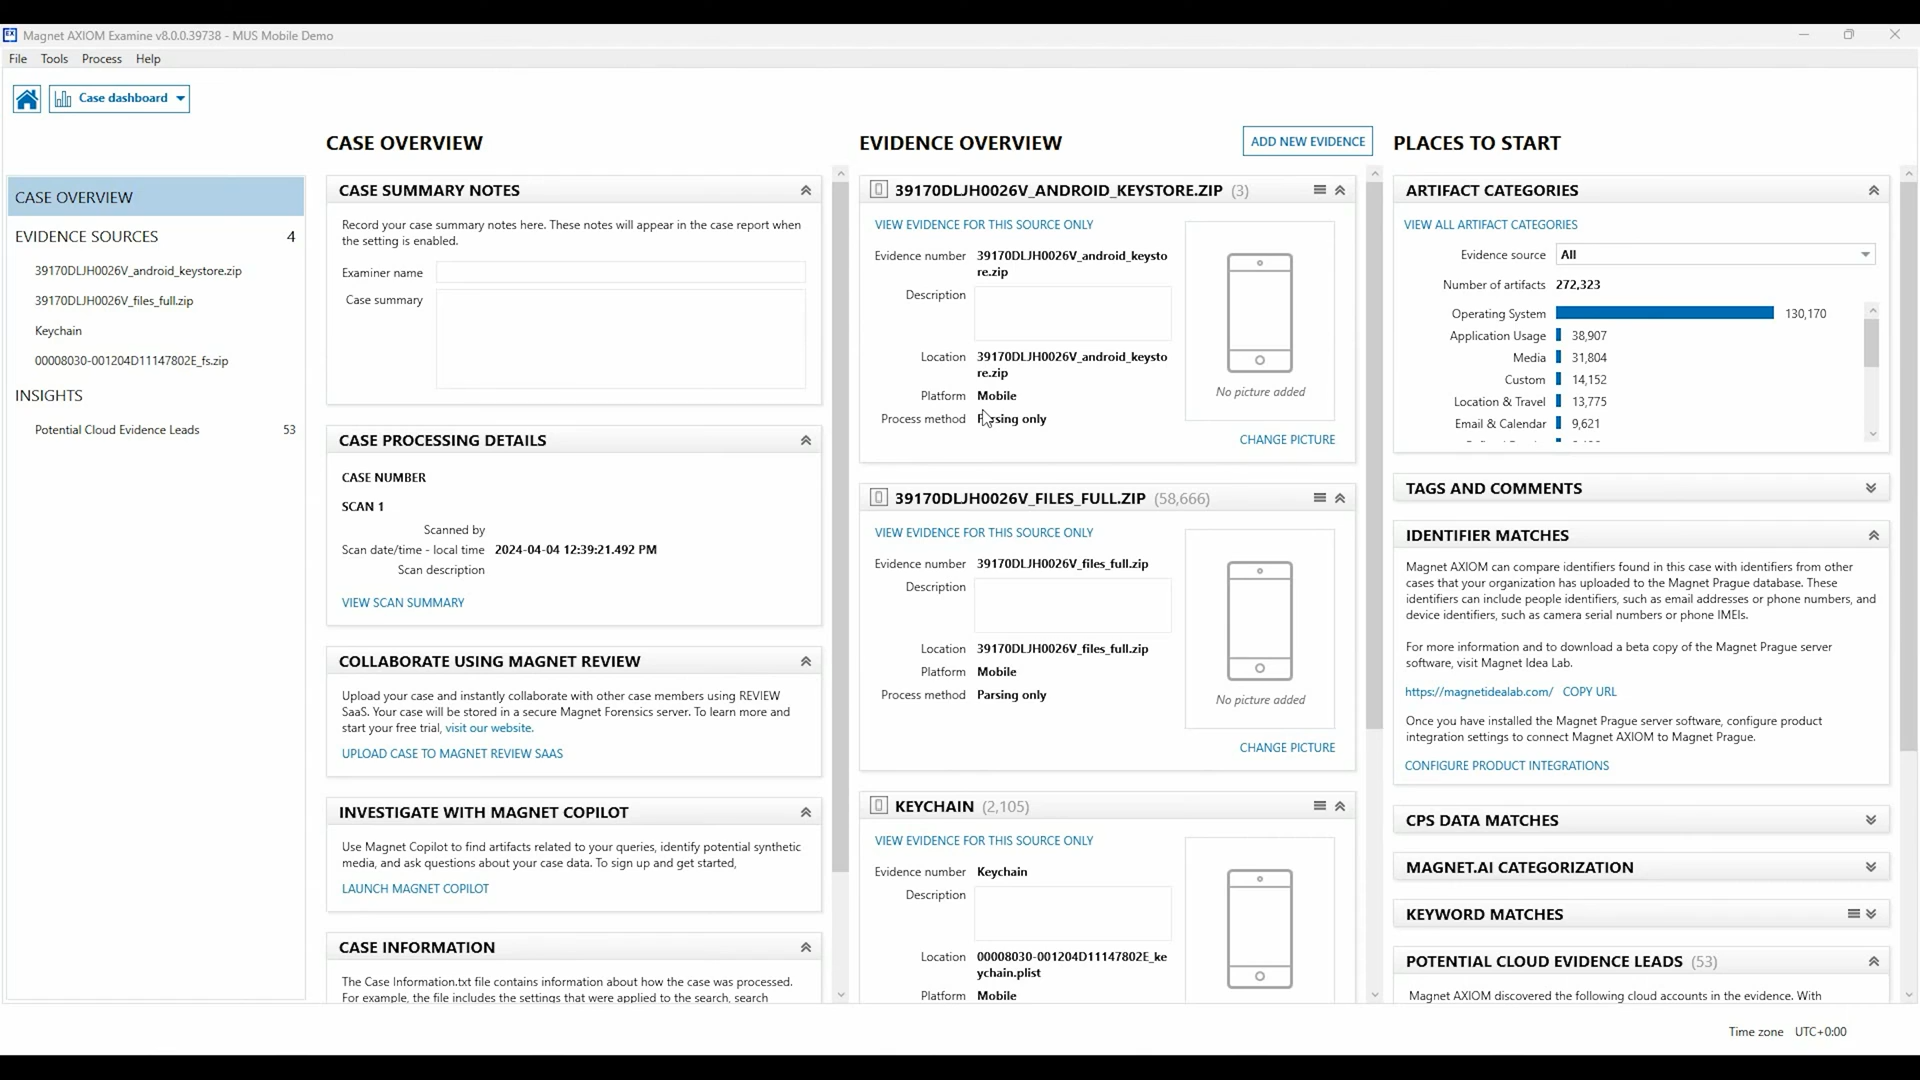 Magnet AXIOM Examine v8.0.0.39738 - MUS Mobile Demo
File Tools Process Help
Case dashboard
CASE OVERVIEW
EVIDENCE SOURCES 4
39170DLJH0026V_android_keystore.zip
39170DLJH0026V_files_full.zip
Keychain
00008030-001204D11147802E_fs.zip
INSIGHTS
Potential Cloud Evidence Leads 53
CASE OVERVIEW
CASE SUMMARY NOTES
Record your case summary notes here. These notes will appear in the case report when
the setting is enabled.
Examiner name
Case summary
CASE PROCESSING DETAILS
CASE NUMBER
SCAN 1
Scanned by
Scan date/time - local time 2024-04-04 12:39:21.492 PM
Scan description
VIEW SCAN SUMMARY
COLLABORATE USING MAGNET REVIEW
Upload your case and instantly collaborate with other case members using REVIEW
SaaS. Your case will be stored in a secure Magnet Forensics server. To learn more and
start your free trial, visit our website.
UPLOAD CASE TO MAGNET REVIEW SAAS
INVESTIGATE WITH MAGNET COPILOT
Use Magnet Copilot to find artifacts related to your queries, identify potential synthetic
media, and ask questions about your case data. To sign up and get started,
LAUNCH MAGNET COPILOT
CASE INFORMATION
The Case Information.txt file contains information about how the case was processed.
For example, the file includes the settings that were applied to the search, search
EVIDENCE OVERVIEW
ADD NEW EVIDENCE
39170DLJH0026V_ANDROID_KEYSTORE.ZIP (3)
VIEW EVIDENCE FOR THIS SOURCE ONLY
Evidence number 39170DLJH0026V_android_keysto
re.zip
Description
Location 39170DLJH0026V_android_keysto
re.zip
Platform Mobile
Process method Parsing only
No picture added
CHANGE PICTURE
39170DLJH0026V_FILES_FULL.ZIP (58,666)
VIEW EVIDENCE FOR THIS SOURCE ONLY
Evidence number 39170DLJH0026V_files_full.zip
Description
Location 39170DLJH0026V_files_full.zip
Platform Mobile
Process method Parsing only
No picture added
CHANGE PICTURE
KEYCHAIN (2,105)
VIEW EVIDENCE FOR THIS SOURCE ONLY
Evidence number Keychain
Description
Location 00008030-001204D11147802E_ke
ychain.plist
Platform Mobile
PLACES TO START
ARTIFACT CATEGORIES
VIEW ALL ARTIFACT CATEGORIES
Evidence source All
Number of artifacts 272,323
Operating System 130,170
Application Usage 38,907
Media 31,804
Custom 14,152
Location & Travel 13,775
Email & Calendar 9,621
TAGS AND COMMENTS
IDENTIFIER MATCHES
Magnet AXIOM can compare identifiers found in this case with identifiers from other
cases that your organization has uploaded to the Magnet Prague database. These
identifiers can include people identifiers, such as email addresses or phone numbers, and
device identifiers, such as camera serial numbers or phone IMEIs.
For more information and to download a beta copy of the Magnet Prague server
software, visit Magnet Idea Lab.
https://magnetidealab.com/ COPY URL
Once you have installed the Magnet Prague server software, configure product
integration settings to connect Magnet AXIOM to Magnet Prague.
CONFIGURE PRODUCT INTEGRATIONS
CPS DATA MATCHES
MAGNET.AI CATEGORIZATION
KEYWORD MATCHES
POTENTIAL CLOUD EVIDENCE LEADS (53)
Magnet AXIOM discovered the following cloud accounts in the evidence. With
Time zone UTC+0:00